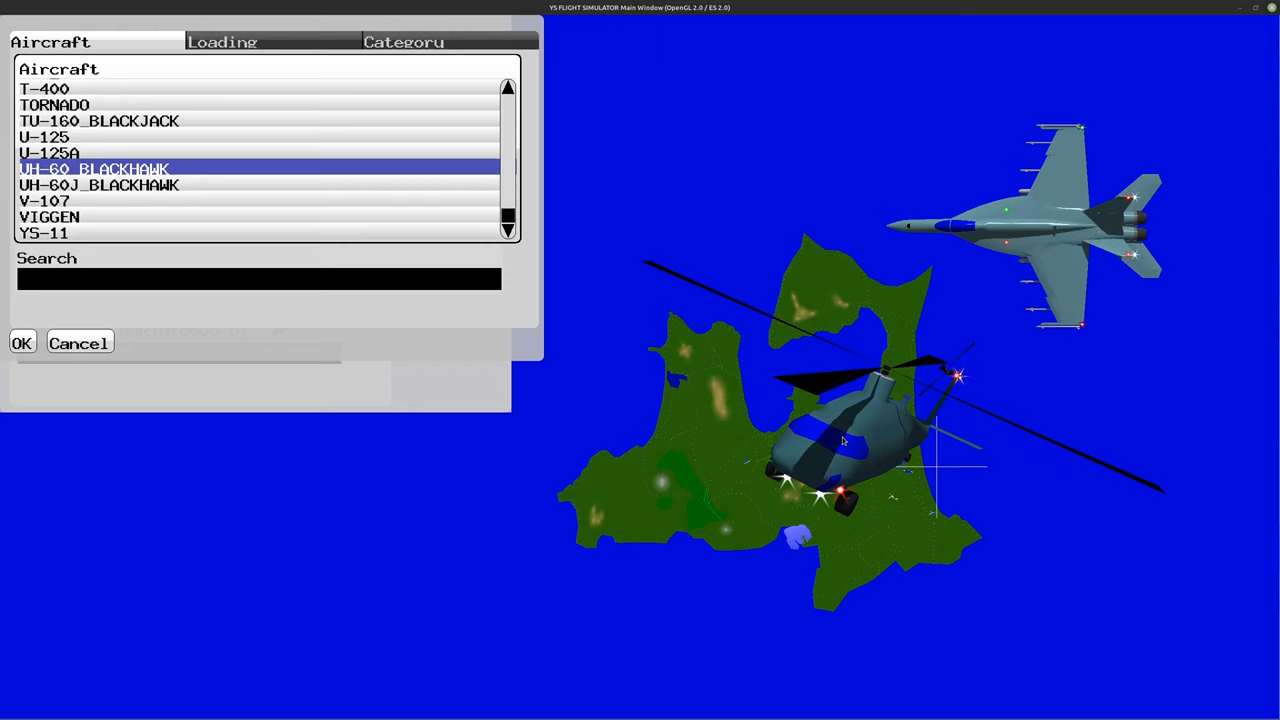 YS FLIGHT SIMULATOR Main Window (OpenGL 2.0 / ES 2.0)
Aircraft
Loading
Category
Aircraft
T-400
TORNADO
TU-160_BLACKJACK
U-125
U-125A
UH-60_BLACKHAWK
UH-60J_BLACKHAWK
V-107
VIGGEN
YS-11
Search
OK
Cancel